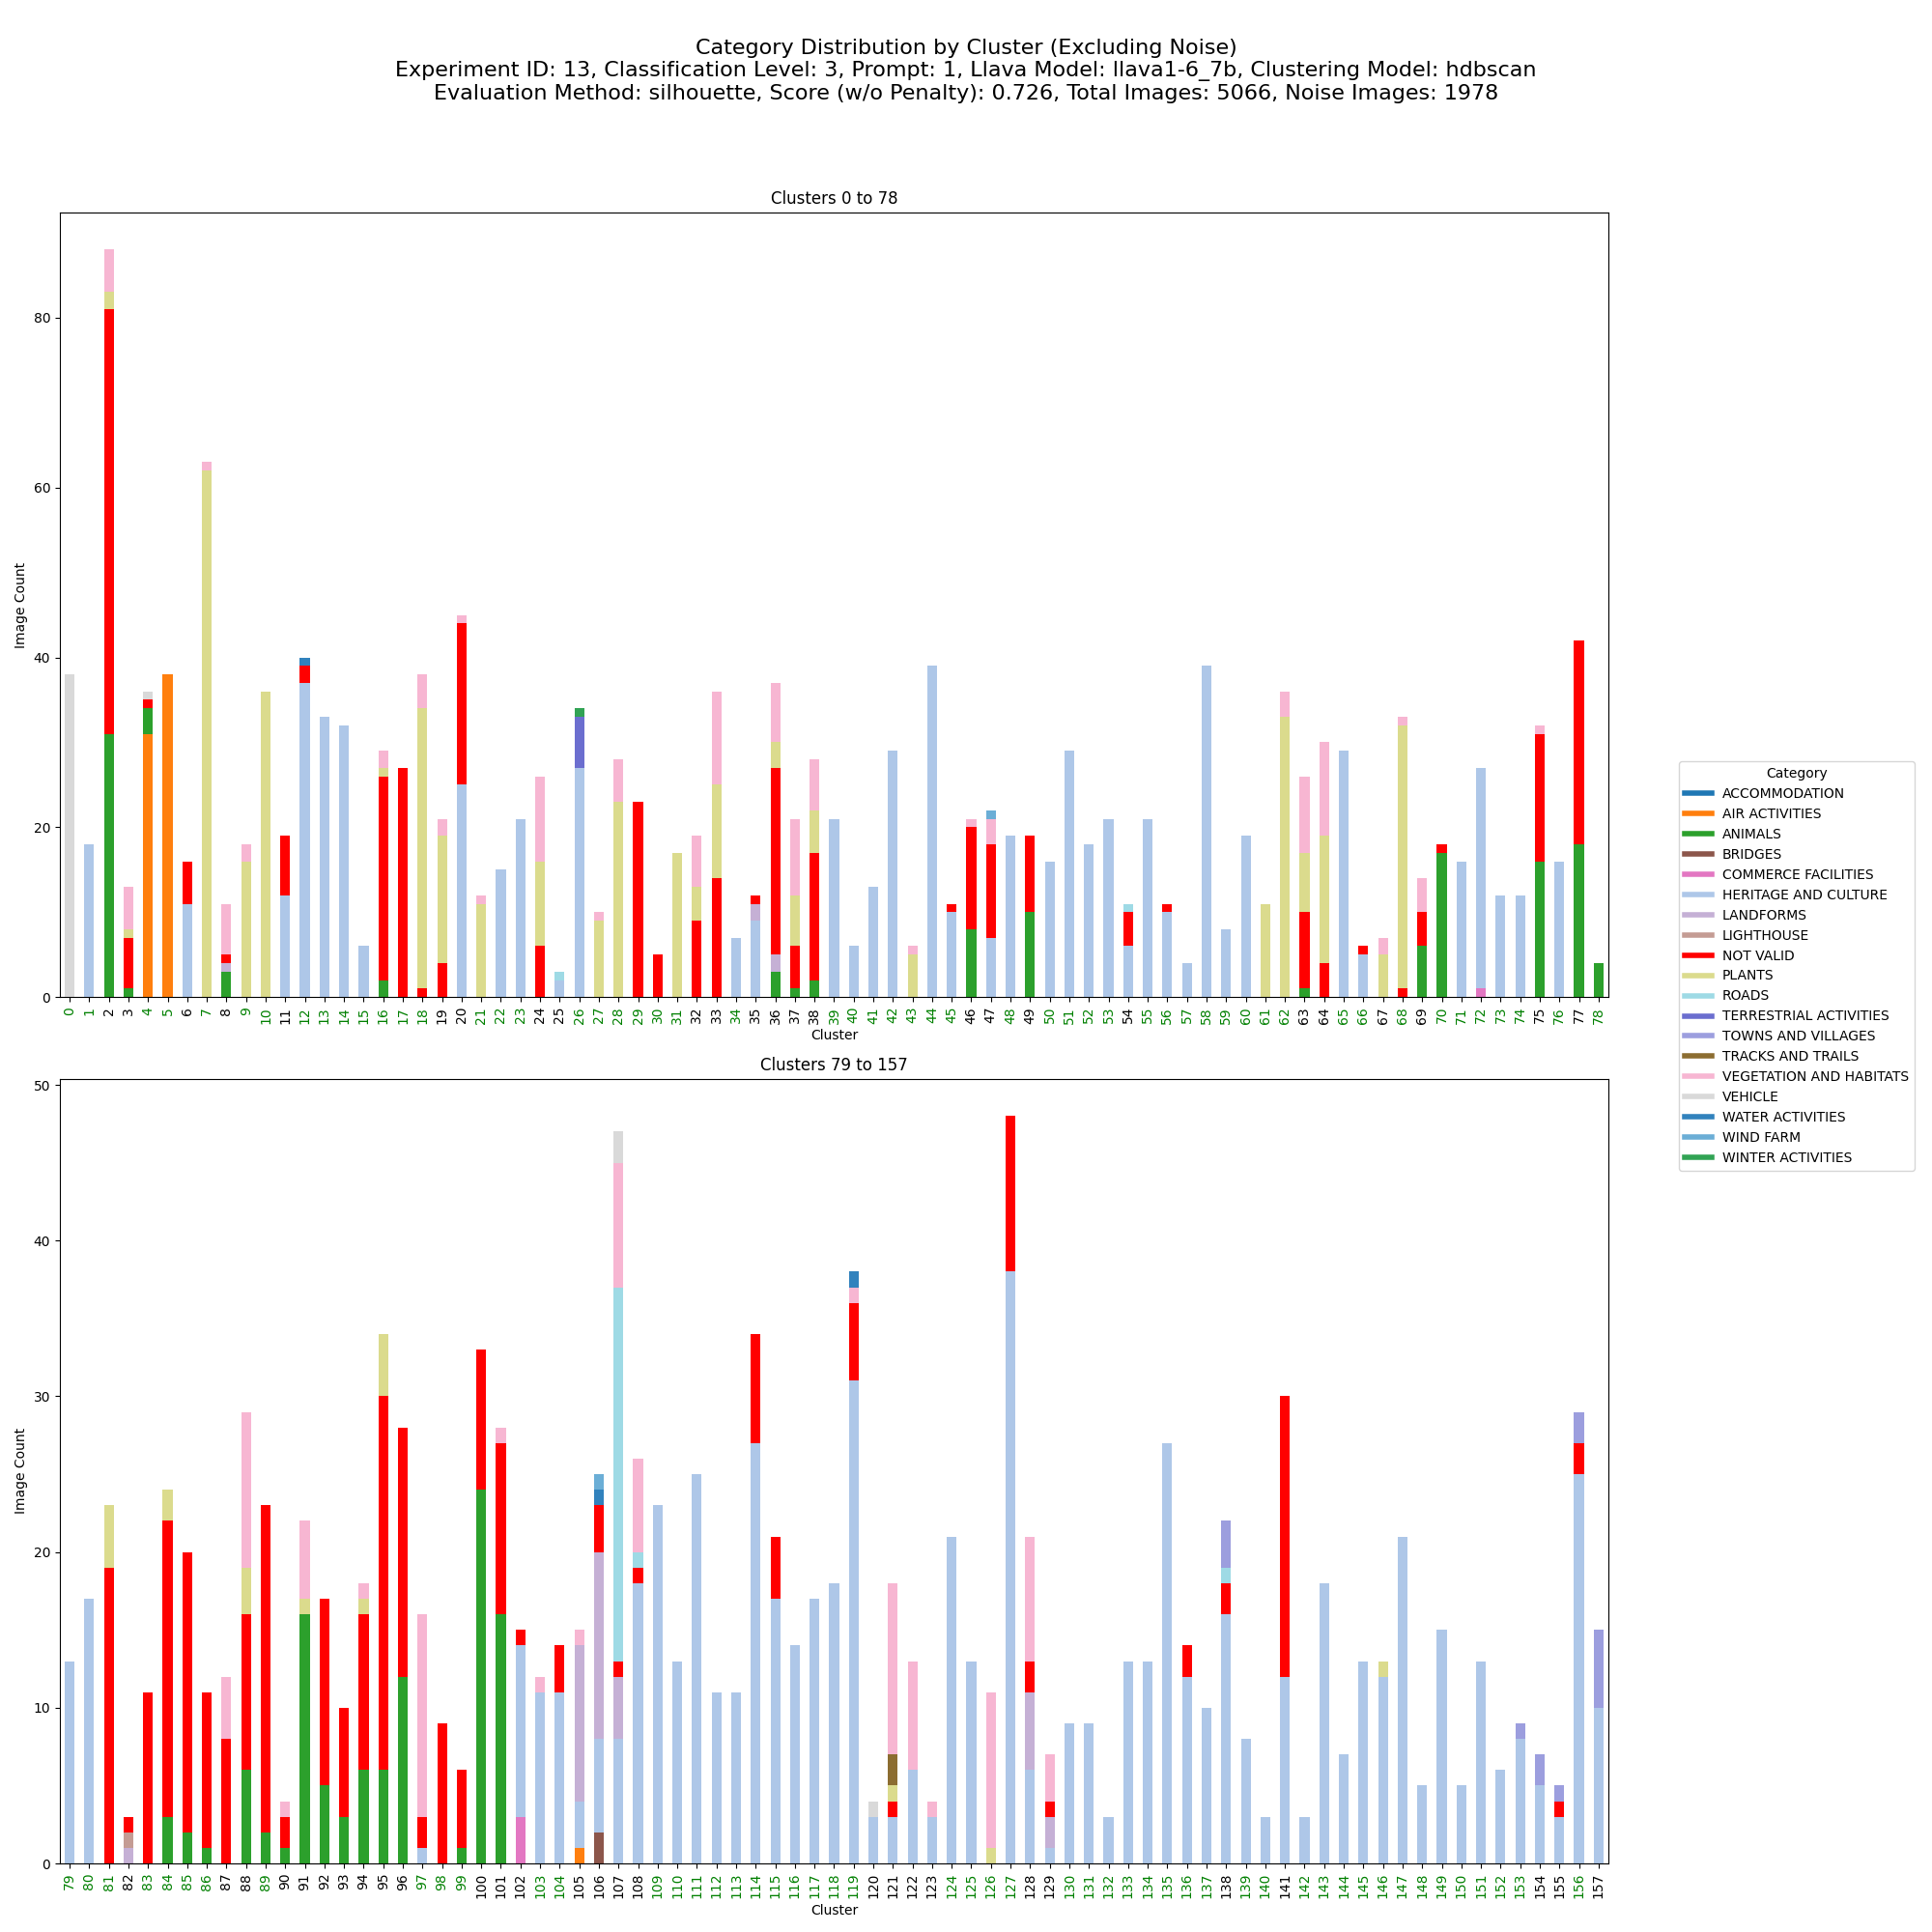 Category Distribution by Cluster (Excluding Noise)
Experiment ID: 13, Classification Level: 3, Prompt: 1, Llava Model: llava1-6_7b, Clustering Model: hdbscan
Evaluation Method: silhouette, Score (w/o Penalty): 0.726, Total Images: 5066, Noise Images: 1978
Clusters 0 to 78
Image Count
80
60
40
20
0
0 1 2 3 4 5 6 7 8 9 10 11 12 13 14 15 16 17 18 19 20 21 22 23 24 25 26 27 28 29 30 31 32 33 34 35 36 37 38 39 40 41 42 43 44 45 46 47 48 49 50 51 52 53 54 55 56 57 58 59 60 61 62 63 64 65 66 67 68 69 70 71 72 73 74 75 76 77 78
Cluster
Clusters 79 to 157
Image Count
50
40
30
20
10
0
79 80 81 82 83 84 85 86 87 88 89 90 91 92 93 94 95 96 97 98 99 100 101 102 103 104 105 106 107 108 109 110 111 112 113 114 115 116 117 118 119 120 121 122 123 124 125 126 127 128 129 130 131 132 133 134 135 136 137 138 139 140 141 142 143 144 145 146 147 148 149 150 151 152 153 154 155 156 157
Cluster
Category
ACCOMMODATION
AIR ACTIVITIES
ANIMALS
BRIDGES
COMMERCE FACILITIES
HERITAGE AND CULTURE
LANDFORMS
LIGHTHOUSE
NOT VALID
PLANTS
ROADS
TERRESTRIAL ACTIVITIES
TOWNS AND VILLAGES
TRACKS AND TRAILS
VEGETATION AND HABITATS
VEHICLE
WATER ACTIVITIES
WIND FARM
WINTER ACTIVITIES